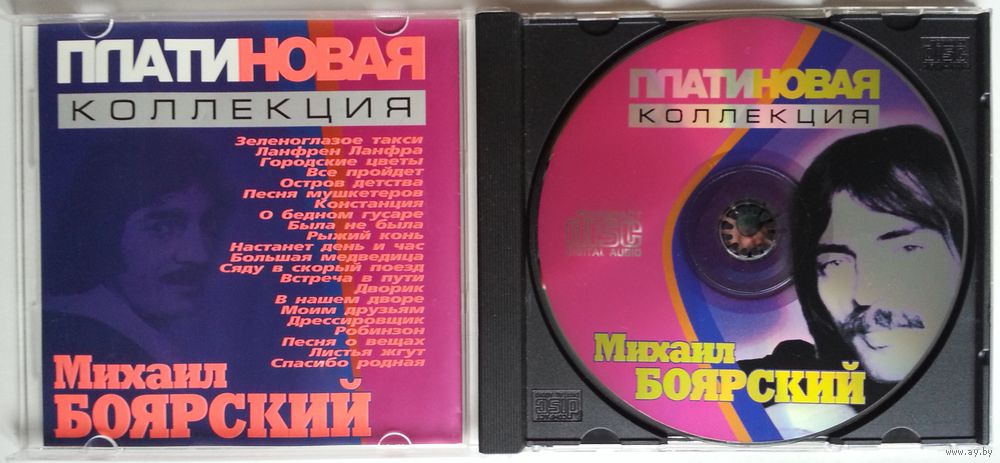 ПЛАТИНОВАЯ
КОЛЛЕКЦИЯ
Зеленоглазое такси
Ланфрен Ланфра
Городские цветы
Все пройдет
Остров детства
Песня мушкетеров
Констанция
О бедном гусаре
Была не была
Рыжий конь
Настанет день и час
Большая медведица
Сяду в скорый поезд
Встреча в пути
Дворик
В нашем дворе
Моим друзьям
Дрессировщик
Робинзон
Песня о вещах
Листья жгут
Спасибо родная
Михаил
БОЯРСКИЙ
ПЛАТИНОВАЯ
КОЛЛЕКЦИЯ
disc
DIGITAL AUDIO
Михаил
БОЯРСКИЙ
disc
disc
www.ay.by